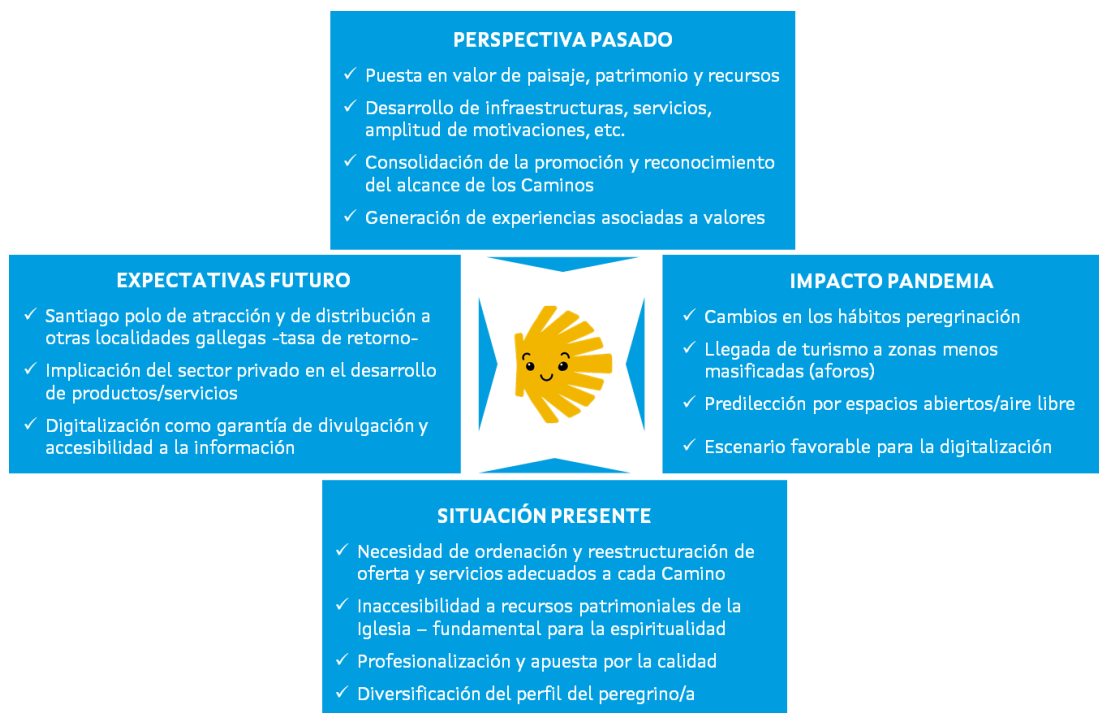 PERSPECTIVA PASADO
✓ Puesta en valor de paisaje, patrimonio y recursos
✓ Desarrollo de infraestructuras, servicios,
amplitud de motivaciones, etc.
✓ Consolidación de la promoción y reconocimiento
del alcance de los Caminos
✓ Generación de experiencias asociadas a valores
EXPECTATIVAS FUTURO
✓ Santiago polo de atracción y de distribución a
otras localidades gallegas -tasa de retorno-
✓ Implicación del sector privado en el desarrollo
de productos/servicios
✓ Digitalización como garantía de divulgación y
accesibilidad a la información
IMPACTO PANDEMIA
✓ Cambios en los hábitos peregrinación
✓ Llegada de turismo a zonas menos
masificadas (aforos)
✓ Predilección por espacios abiertos/aire libre
✓ Escenario favorable para la digitalización
SITUACIÓN PRESENTE
✓ Necesidad de ordenación y reestructuración de
oferta y servicios adecuados a cada Camino
✓ Inaccesibilidad a recursos patrimoniales de la
Iglesia – fundamental para la espiritualidad
✓ Profesionalización y apuesta por la calidad
✓ Diversificación del perfil del peregrino/a